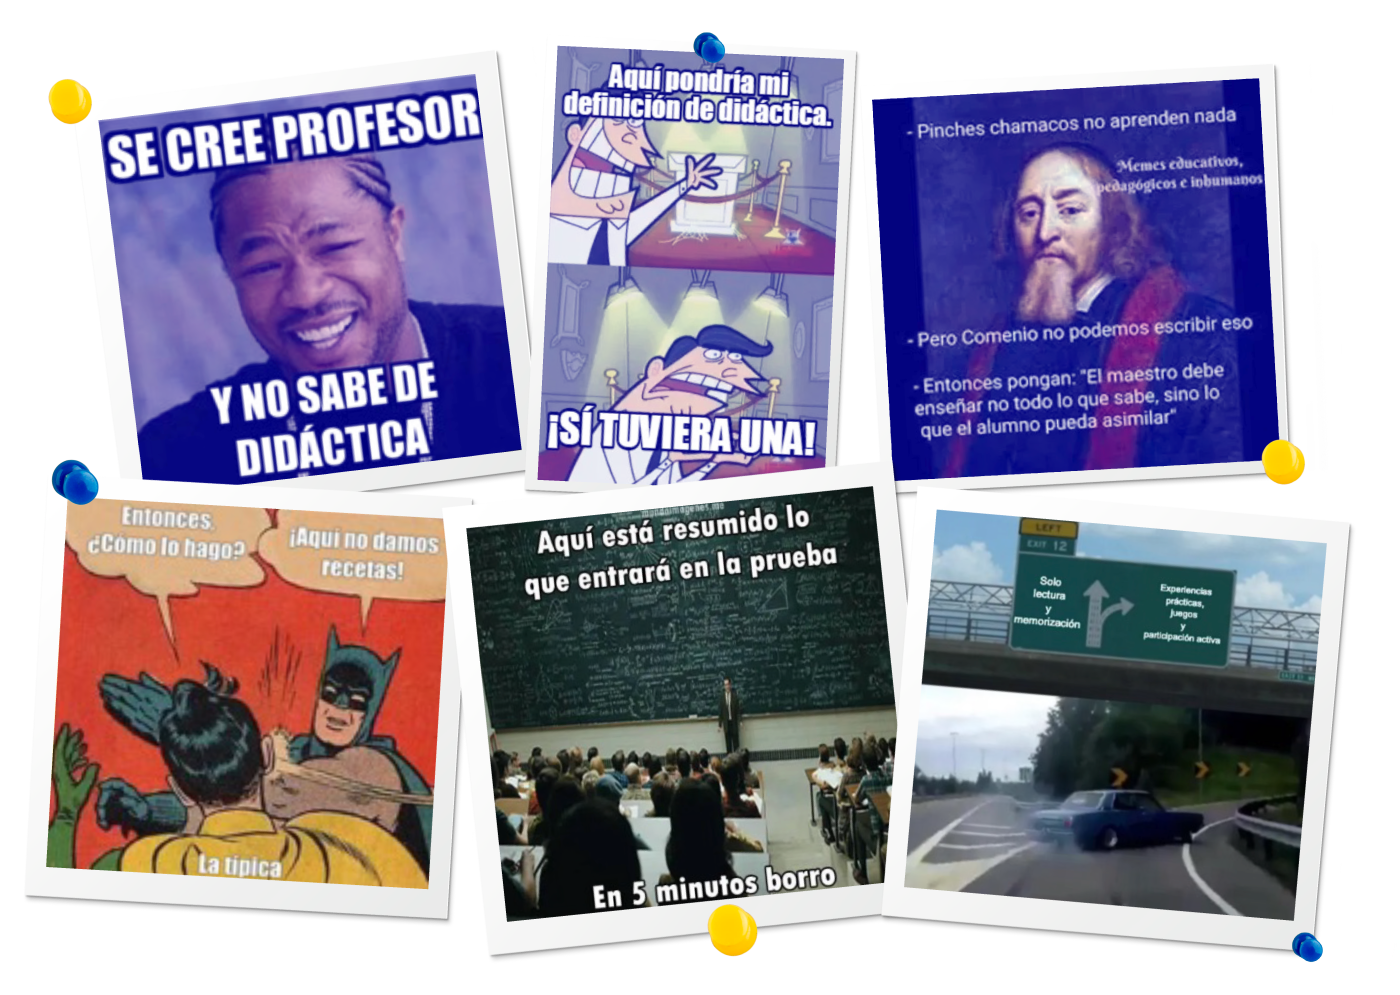 SE CREE PROFESOR
Y NO SABE DE
DIDÁCTICA
Aquí pondría mi
definición de didáctica.
¡SÍ TUVIERA UNA!
- Pinches chamacos no aprenden nada
Memes educativos,
pedagógicos e inhumanos
- Pero Comenio no podemos escribir eso
- Entonces pongan: "El maestro debe
enseñar no todo lo que sabe, sino lo
que el alumno pueda asimilar"
Entonces,
¿Cómo lo hago?
¡Aquí no damos
recetas!
La típica
Aquí está resumido lo
que entrará en la prueba
En 5 minutos borro
LEFT
EXIT 12
Solo
lectura
y
memorización
Experiencias
prácticas,
juegos
y
participación activa